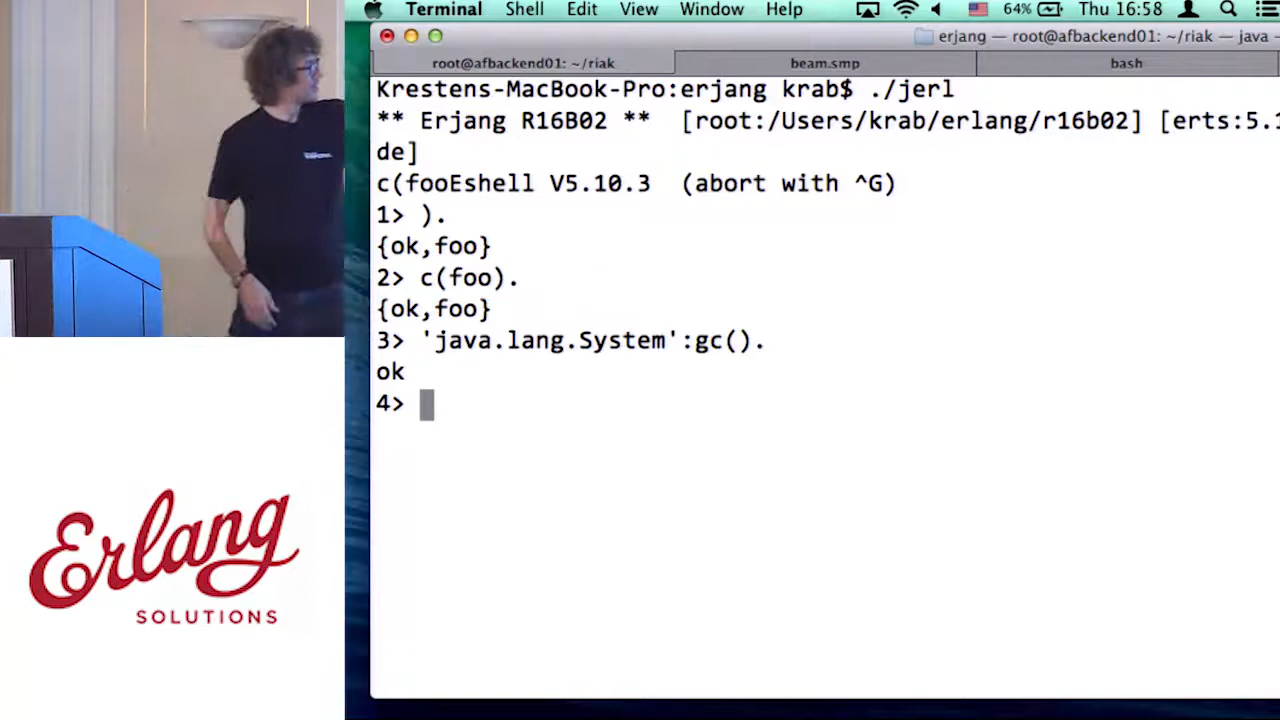 Terminal Shell Edit View Window Help 64% Thu 16:58
erjang — root@afbackend01: ~/riak — java -
root@afbackend01: ~/riak beam.smp bash
Krestens-MacBook-Pro:erjang krab$ ./jerl
** Erjang R16B02 ** [root:/Users/krab/erlang/r16b02] [erts:5.1
de]
c(fooEshell V5.10.3 (abort with ^G)
1> ).
{ok,foo}
2> c(foo).
{ok,foo}
3> 'java.lang.System':gc().
ok
4>
Erlang
SOLUTIONS